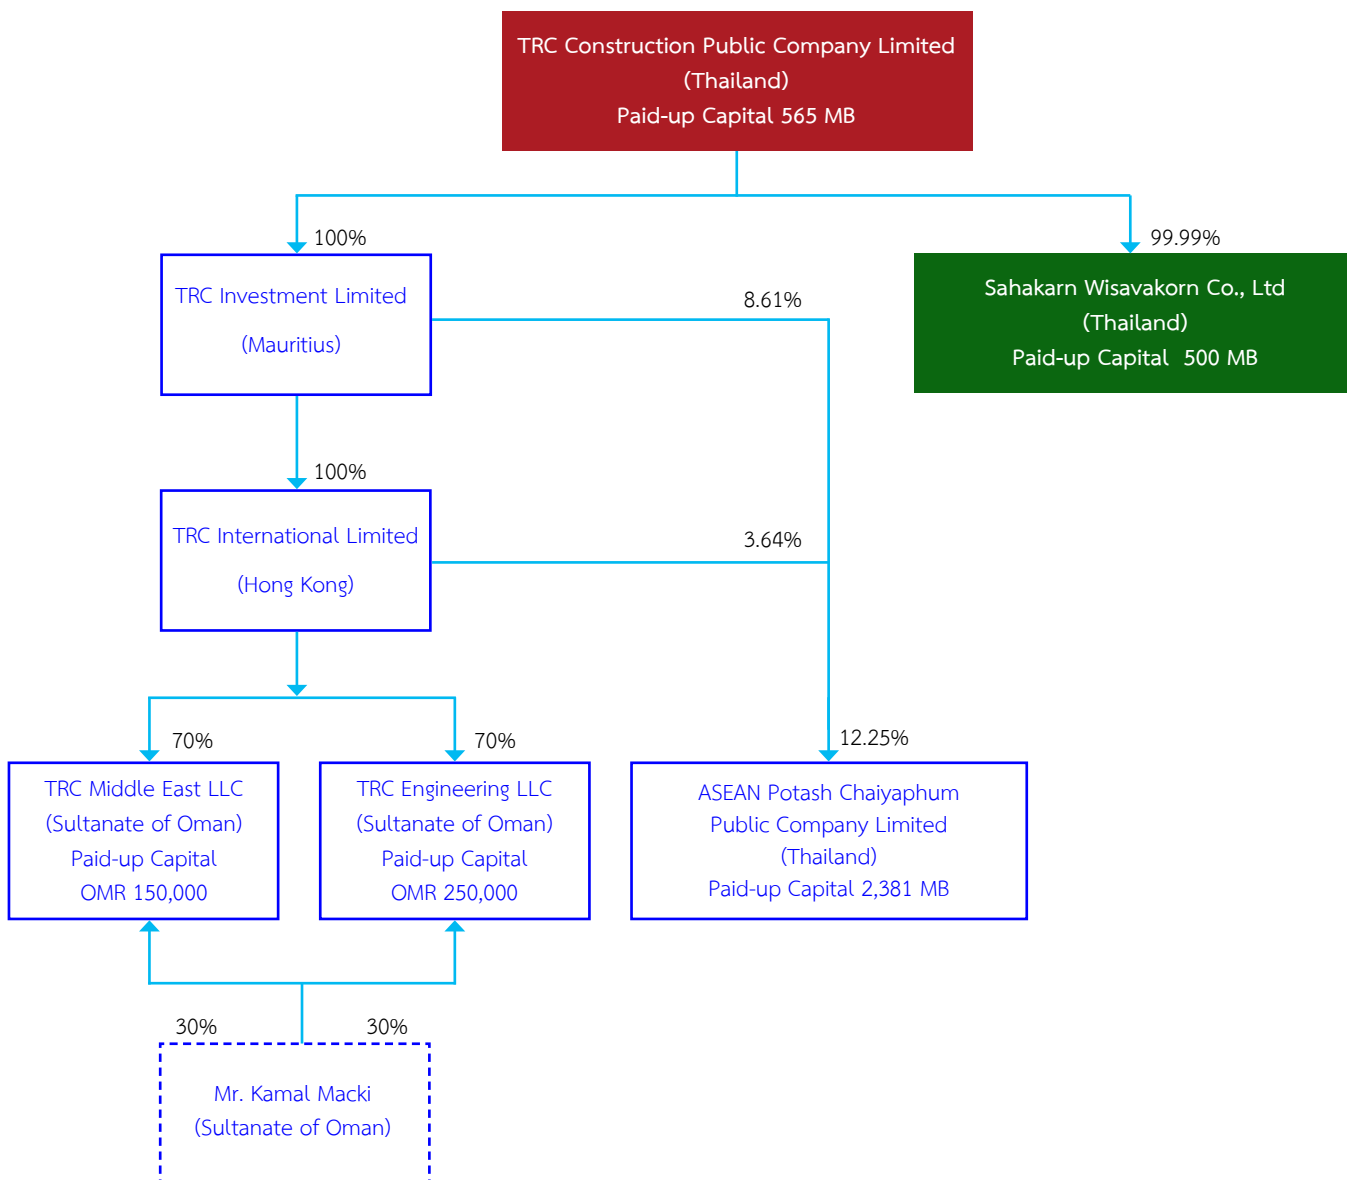 TRC Construction Public Company Limited
(Thailand)
Paid-up Capital 565 MB
100%
99.99%
TRC Investment Limited
(Mauritius)
8.61%
Sahakarn Wisavakorn Co., Ltd
(Thailand)
Paid-up Capital  500 MB
100%
TRC International Limited
(Hong Kong)
3.64%
70%
70%
12.25%
TRC Middle East LLC
(Sultanate of Oman)
Paid-up Capital
OMR 150,000
TRC Engineering LLC
(Sultanate of Oman)
Paid-up Capital
OMR 250,000
ASEAN Potash Chaiyaphum
Public Company Limited
(Thailand)
Paid-up Capital 2,381 MB
30%
30%
Mr. Kamal Macki
(Sultanate of Oman)